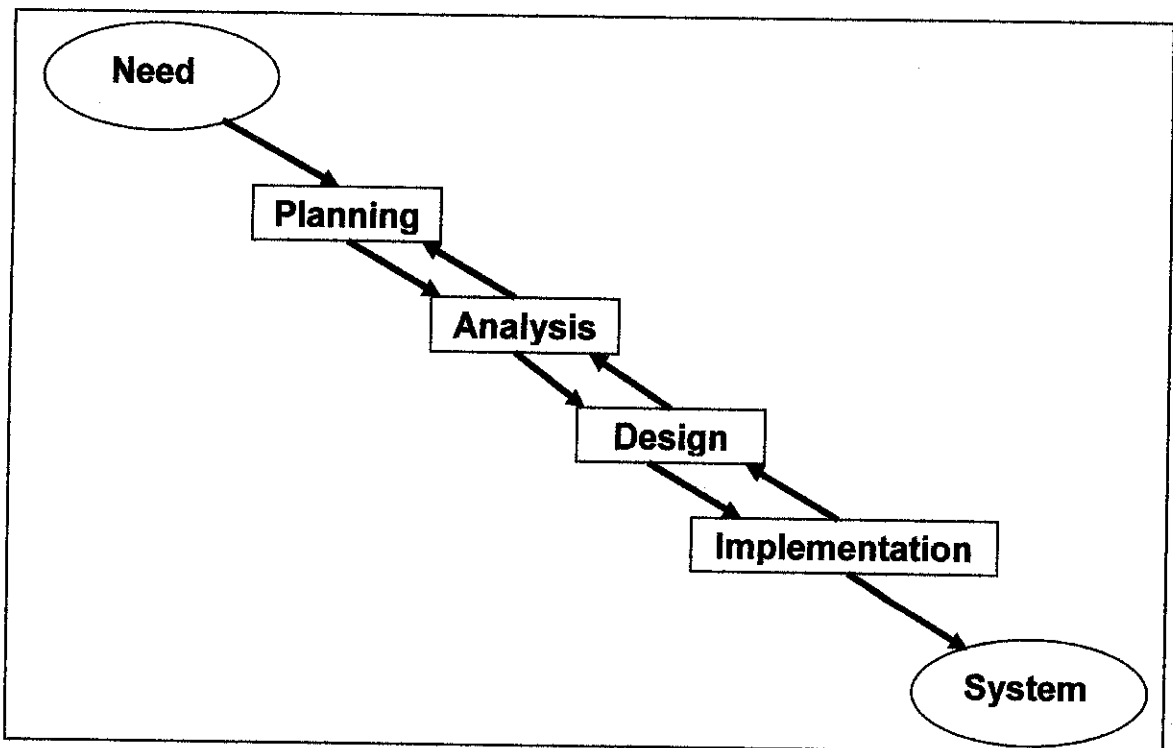 Need
Planning
Analysis
Design
Implementation
System